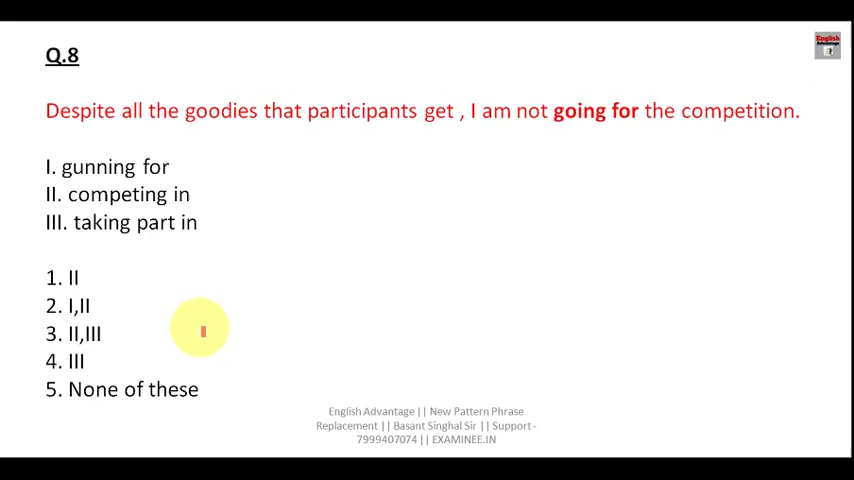 Q.8
English
Advantage
Despite all the goodies that participants get , I am not going for the competition.
I. gunning for
II. competing in
III. taking part in
1. II
2. I,II
3. II,III
4. III
5. None of these
English Advantage || New Pattern Phrase
Replacement || Basant Singhal Sir || Support -
7999407074 || EXAMINEE.IN